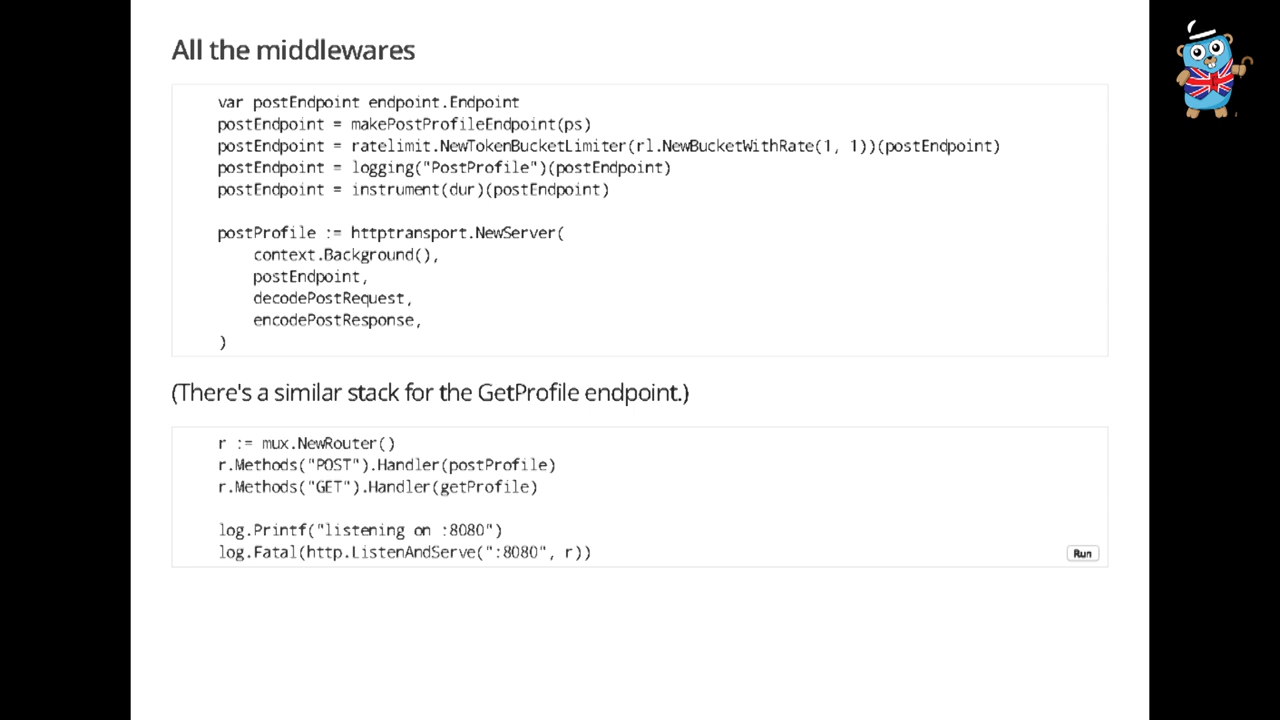 All the middlewares
var postEndpoint endpoint.Endpoint
postEndpoint = makePostProfileEndpoint(ps)
postEndpoint = ratelimit.NewTokenBucketLimiter(rl.NewBucketWithRate(1, 1))(postEndpoint)
postEndpoint = logging("PostProfile")(postEndpoint)
postEndpoint = instrument(dur)(postEndpoint)
postProfile := httptransport.NewServer(
context.Background(),
postEndpoint,
decodePostRequest,
encodePostResponse,
)
(There's a similar stack for the GetProfile endpoint.)
r := mux.NewRouter()
r.Methods("POST").Handler(postProfile)
r.Methods("GET").Handler(getProfile)
log.Printf("listening on :8080")
log.Fatal(http.ListenAndServe(":8080", r))
Run